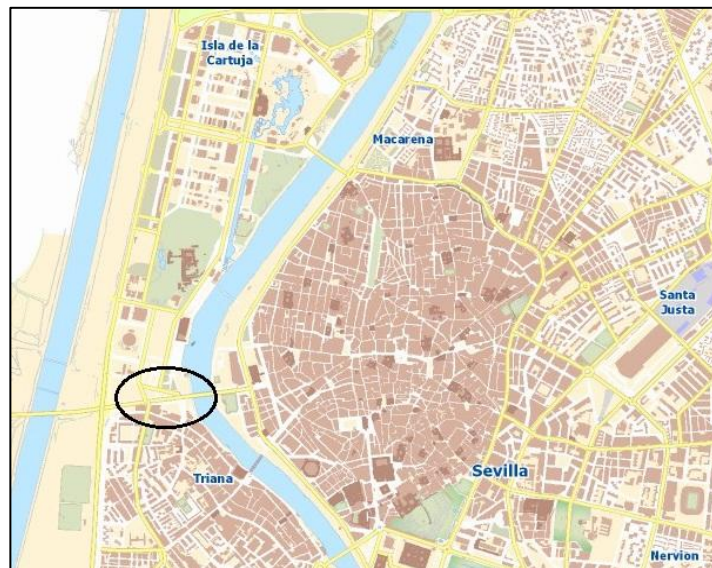 Isla de la
Cartuja
Macarena
Santa
Justa
Sevilla
Triana
Nervion